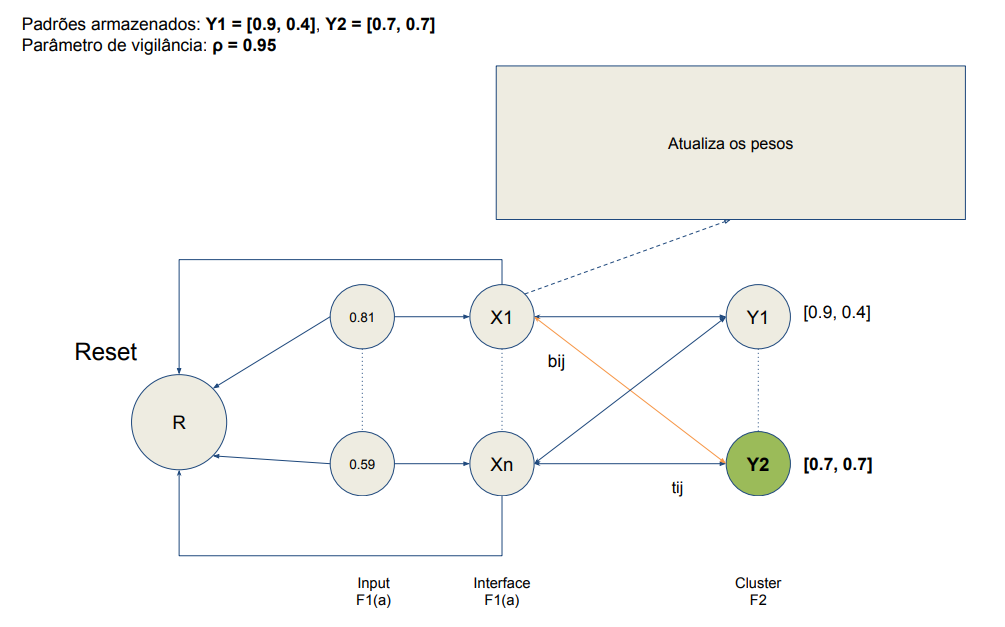 Padrões armazenados: Y1 = [0.9, 0.4], Y2 = [0.7, 0.7]
Parâmetro de vigilância: ρ = 0.95
Atualiza os pesos
0.81
X1
Y1
[0.9, 0.4]
Reset
bij
R
0.59
Xn
Y2
[0.7, 0.7]
tij
Input
F1(a)
Interface
F1(a)
Cluster
F2